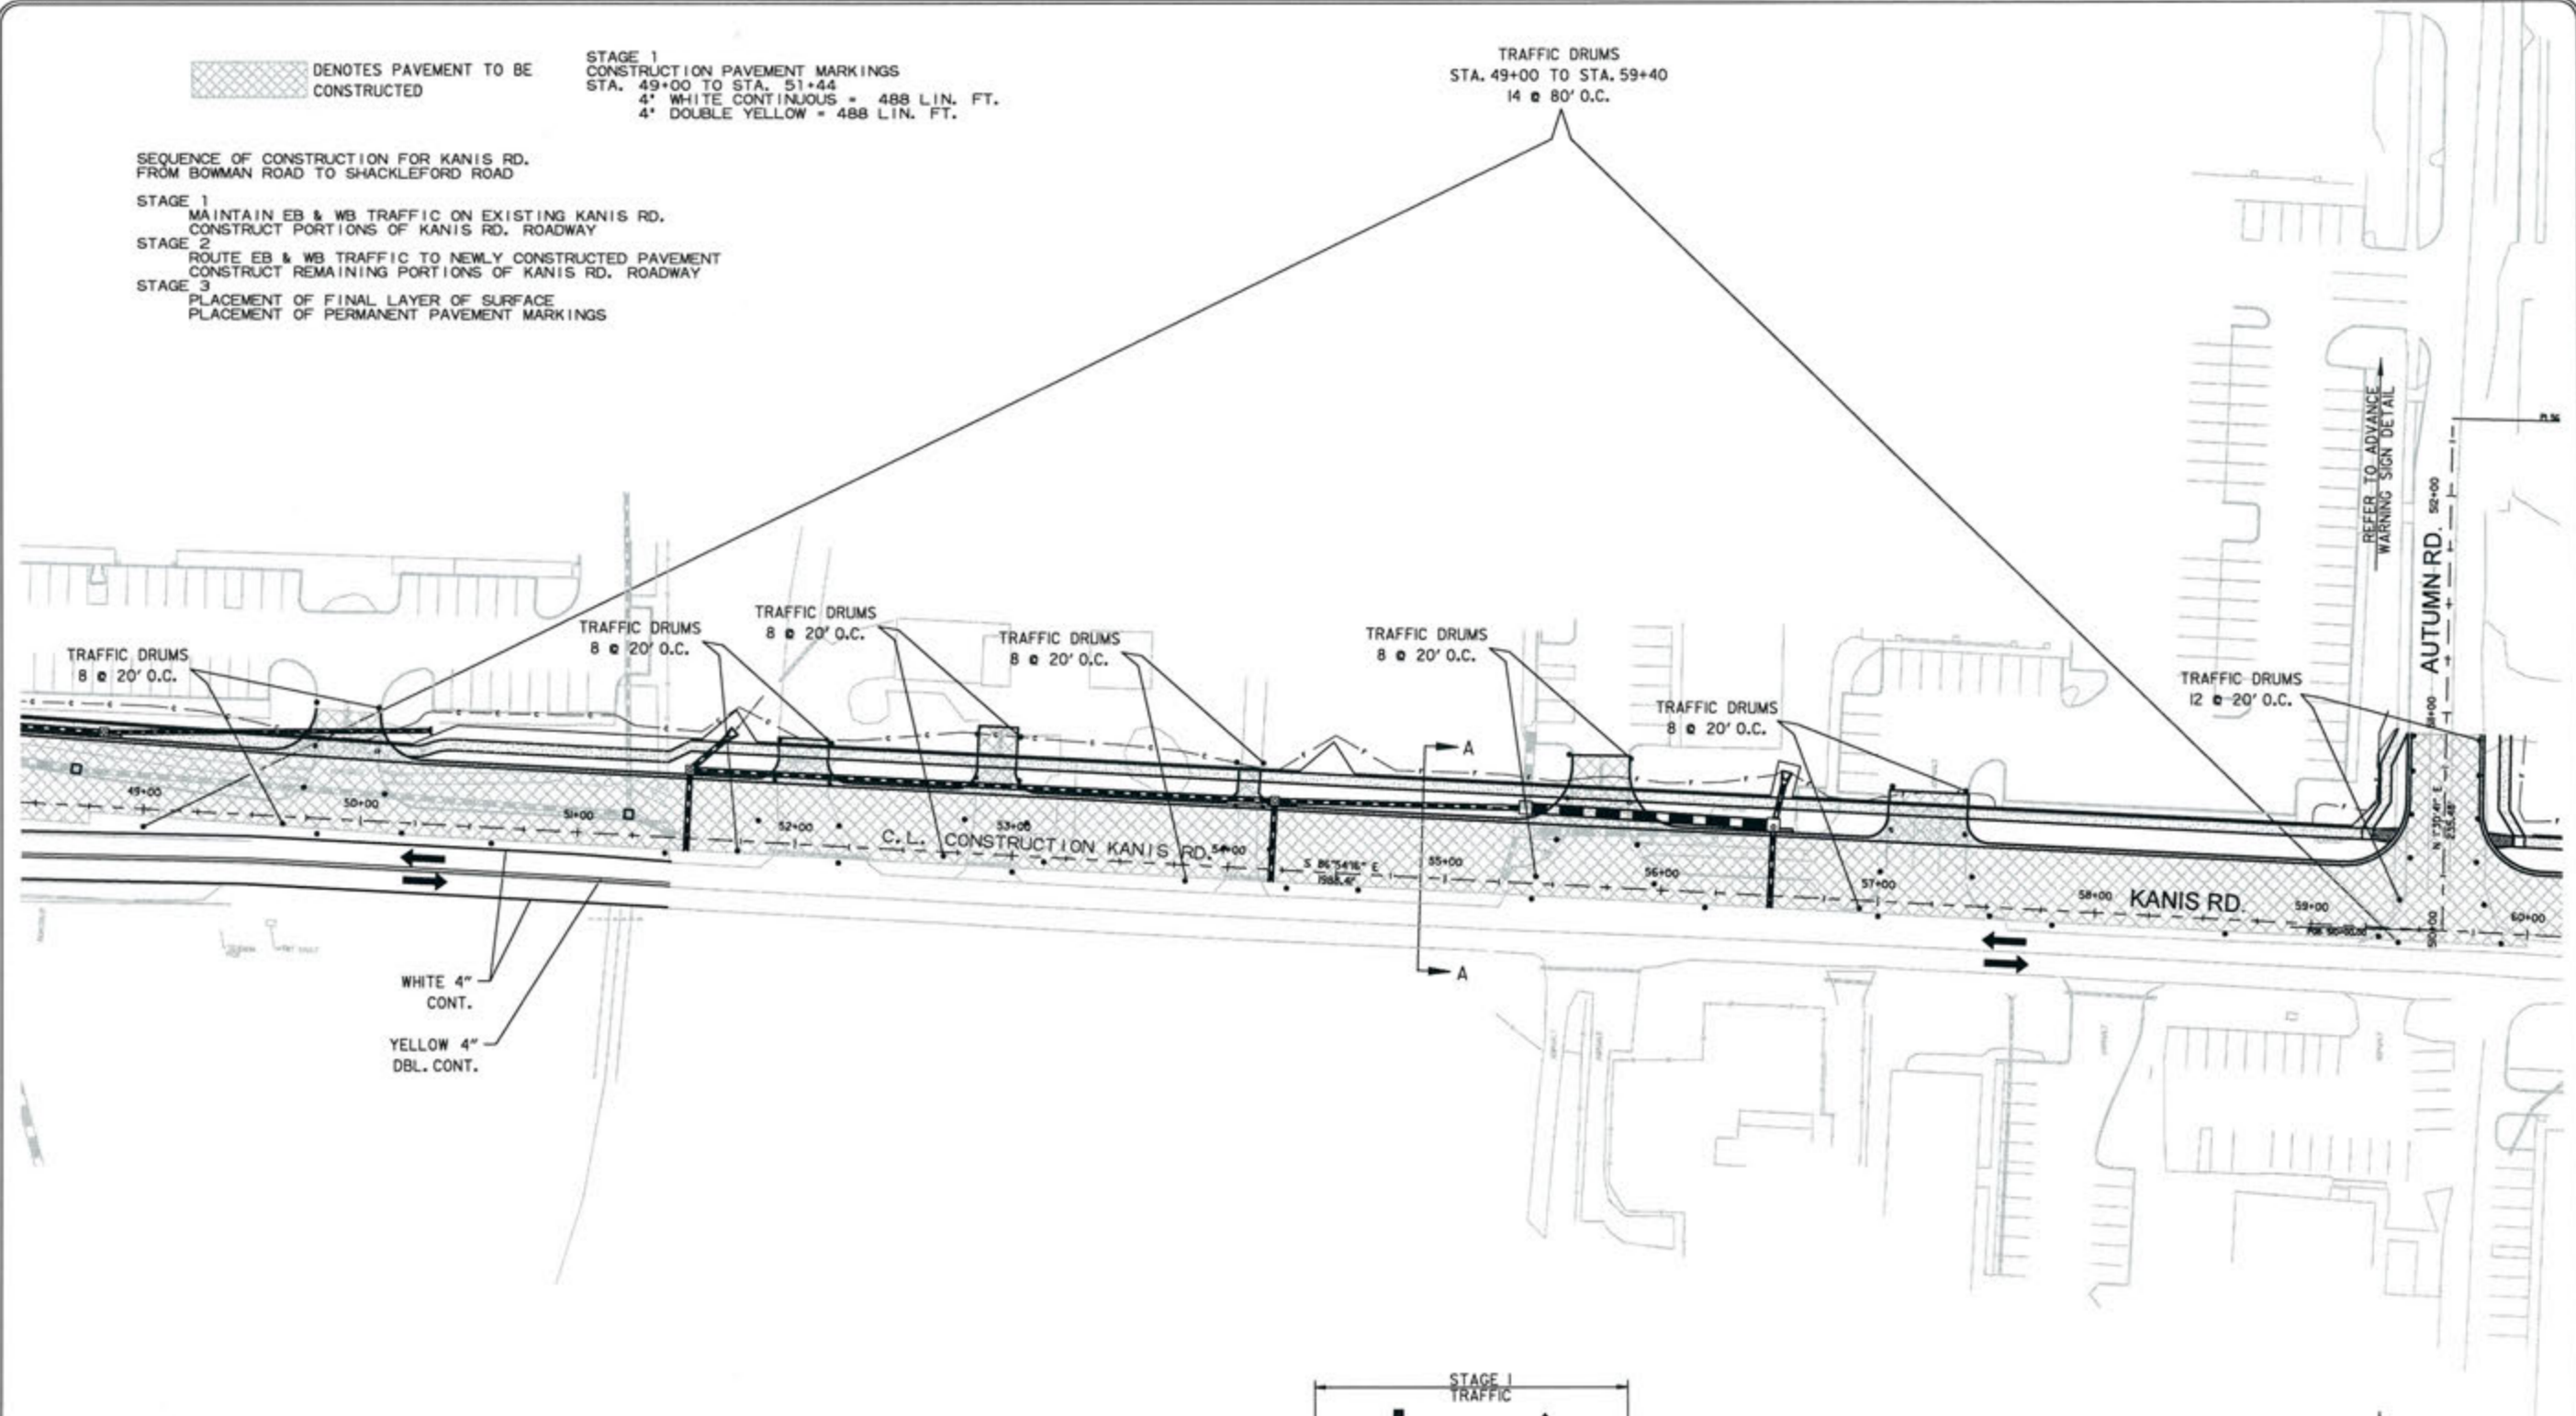 DENOTES PAVEMENT TO BE
CONSTRUCTED
STAGE 1
CONSTRUCTION PAVEMENT MARKINGS
STA. 49+00 TO STA. 51+44
4" WHITE CONTINUOUS = 488 LIN. FT.
4" DOUBLE YELLOW = 488 LIN. FT.
TRAFFIC DRUMS
STA. 49+00 TO STA. 59+40
14 @ 80' O.C.
SEQUENCE OF CONSTRUCTION FOR KANIS RD.
FROM BOWMAN ROAD TO SHACKLEFORD ROAD
STAGE 1
MAINTAIN EB & WB TRAFFIC ON EXISTING KANIS RD.
CONSTRUCT PORTIONS OF KANIS RD. ROADWAY
STAGE 2
ROUTE EB & WB TRAFFIC TO NEWLY CONSTRUCTED PAVEMENT
CONSTRUCT REMAINING PORTIONS OF KANIS RD. ROADWAY
STAGE 3
PLACEMENT OF FINAL LAYER OF SURFACE
PLACEMENT OF PERMANENT PAVEMENT MARKINGS
REFER TO ADVANCE
WARNING SIGN DETAIL
AUTUMN RD.
52+00
TRAFFIC DRUMS
8 @ 20' O.C.
TRAFFIC DRUMS
8 @ 20' O.C.
TRAFFIC DRUMS
8 @ 20' O.C.
TRAFFIC DRUMS
8 @ 20' O.C.
TRAFFIC DRUMS
8 @ 20' O.C.
TRAFFIC DRUMS
8 @ 20' O.C.
TRAFFIC DRUMS
12 @ 20' O.C.
A
49+00
50+00
51+00
52+00
53+00
54+00
55+00
56+00
57+00
58+00
59+00
60+00
C.L. CONSTRUCTION KANIS RD.
S 86°54'16" E
KANIS RD.
50+00
A
WHITE 4"
CONT.
YELLOW 4"
DBL. CONT.
STAGE 1
TRAFFIC